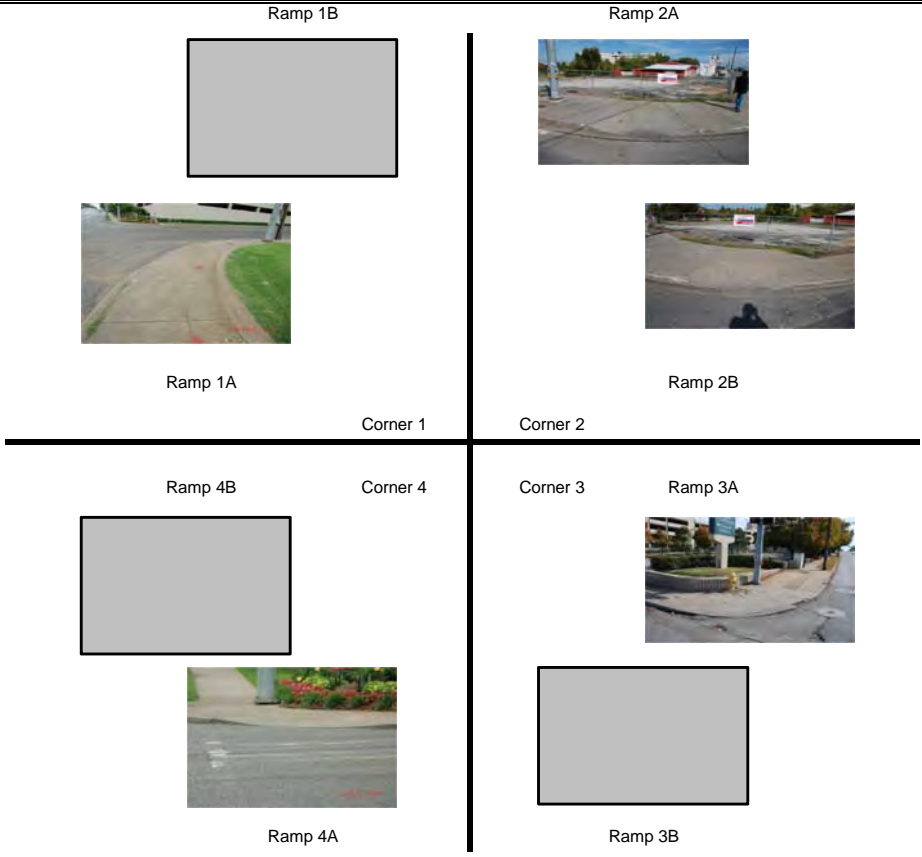 Ramp 1B
Ramp 2A
Ramp 1A
Ramp 2B
Corner 1
Corner 2
Ramp 4B
Corner 4
Corner 3
Ramp 3A
Ramp 4A
Ramp 3B